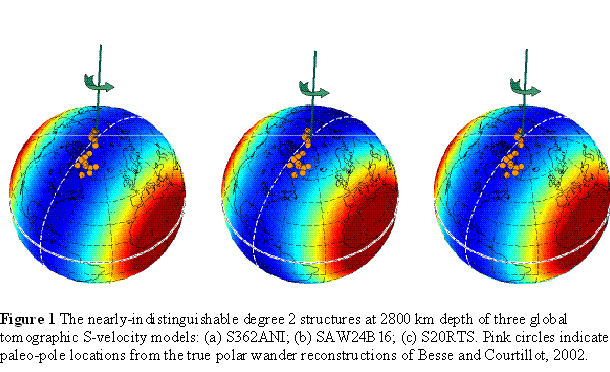 Figure 1 The nearly-indistinguishable degree 2 structures at 2800 km depth of three global
tomographic S-velocity models: (a) S362ANI; (b) SAW24B16; (c) S20RTS. Pink circles indicate
paleo-pole locations from the true polar wander reconstructions of Besse and Courtillot, 2002.